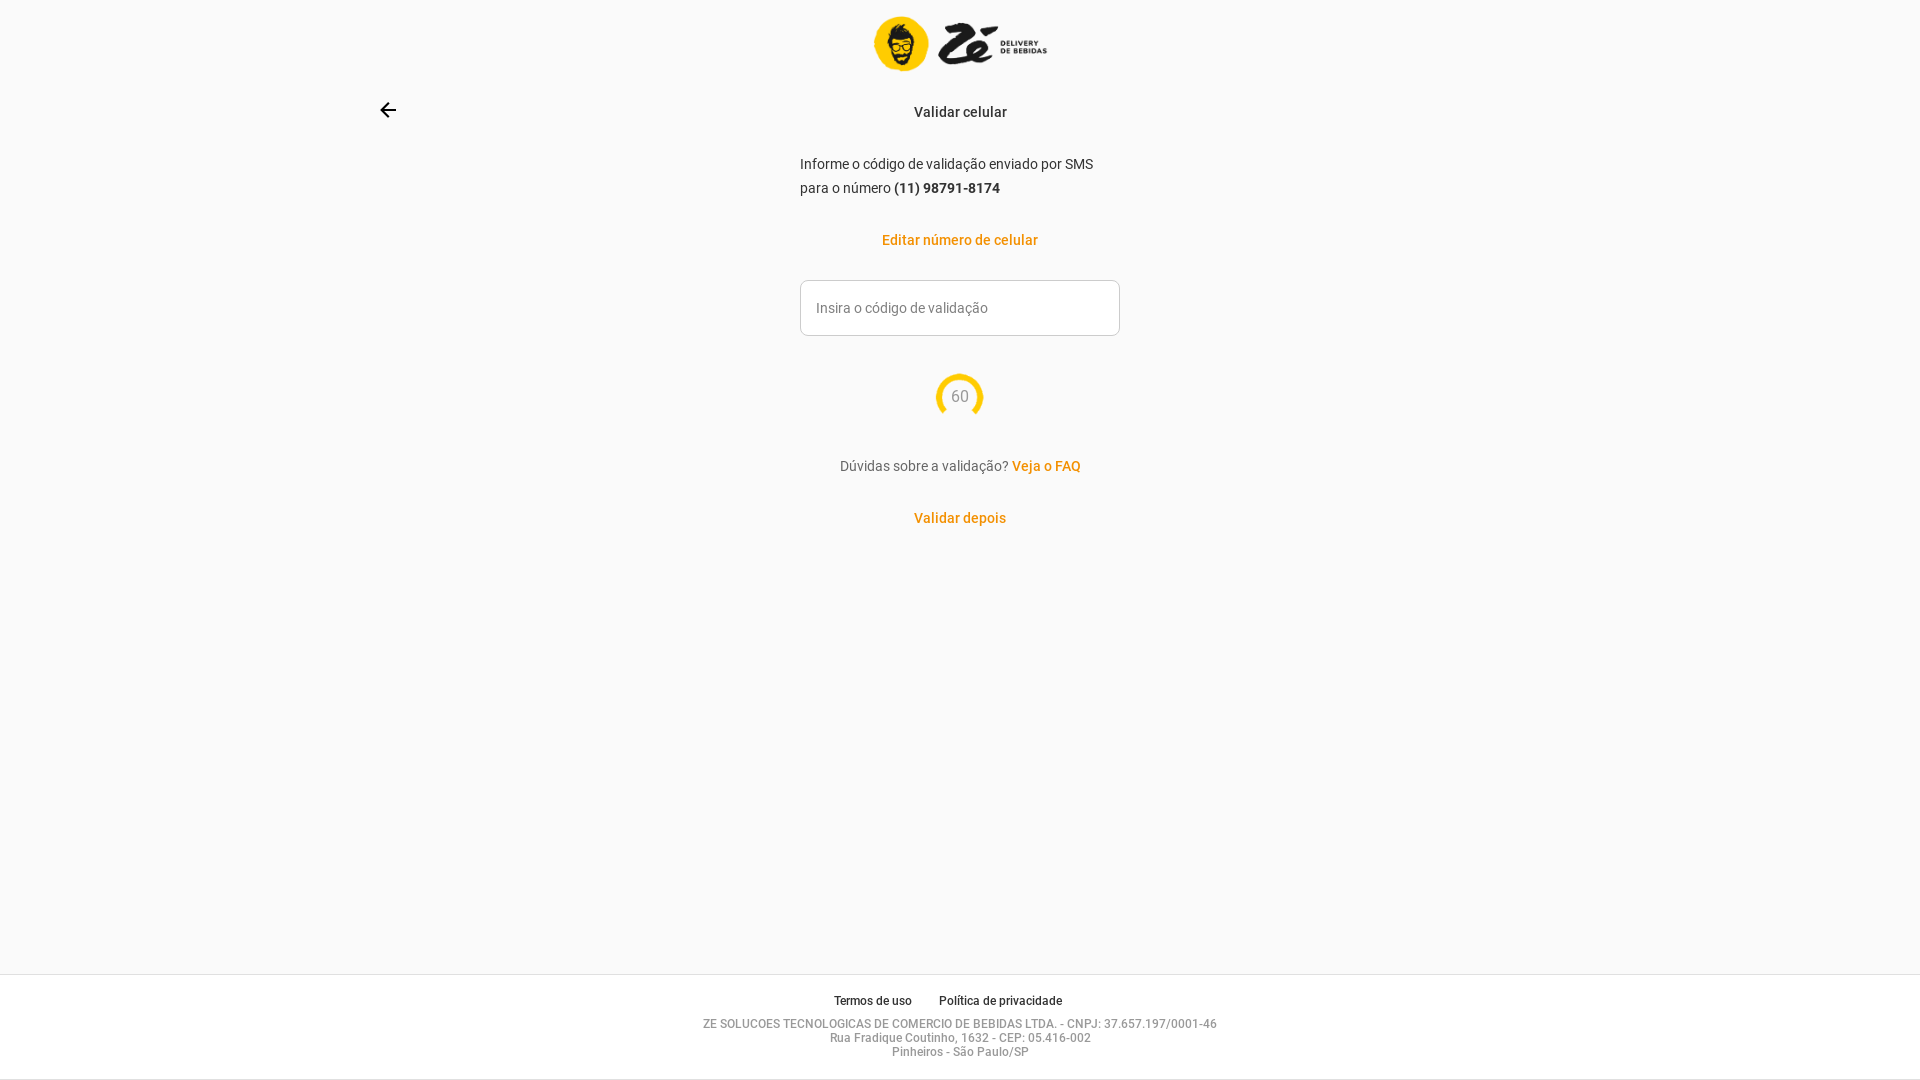 Zé DELIVERY
DE BEBIDAS
Validar celular
Informe o código de validação enviado por SMS
para o número (11) 98791-8174
Editar número de celular
Insira o código de validação
60
Dúvidas sobre a validação? Veja o FAQ
Validar depois
Termos de uso Política de privacidade
ZE SOLUCOES TECNOLOGICAS DE COMERCIO DE BEBIDAS LTDA. - CNPJ: 37.657.197/0001-46
Rua Fradique Coutinho, 1632 - CEP: 05.416-002
Pinheiros - São Paulo/SP